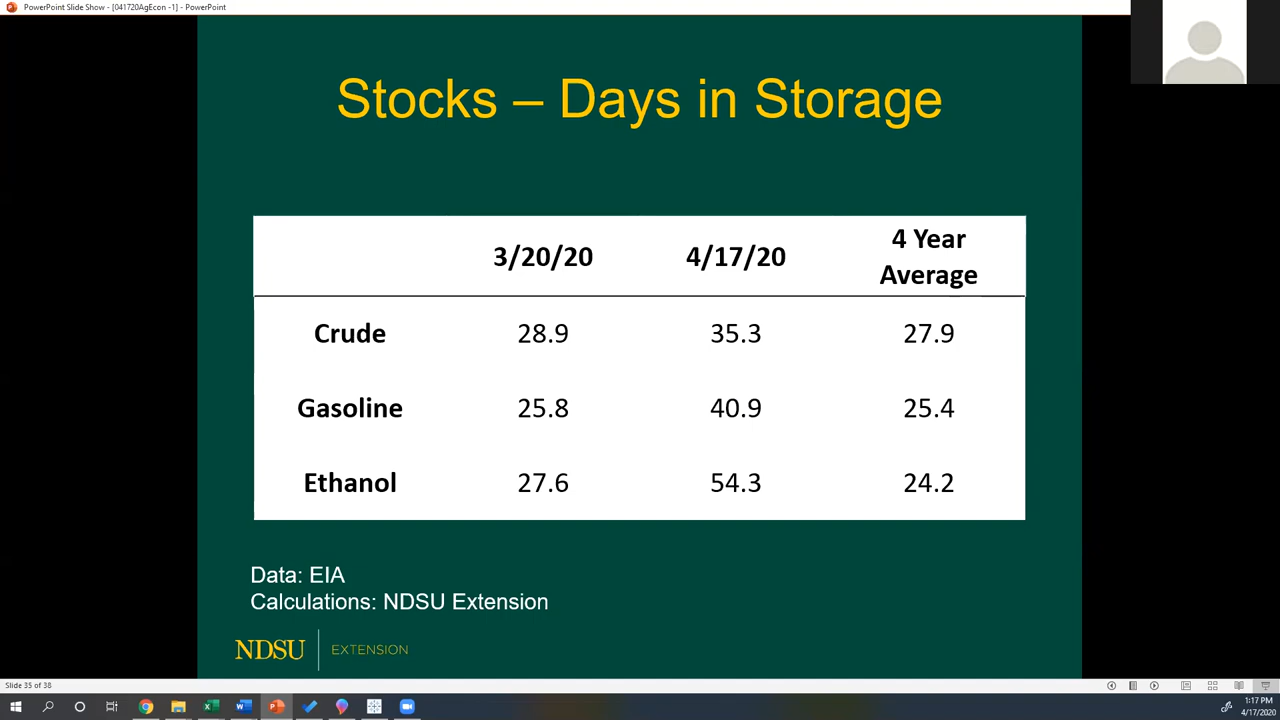 PowerPoint Slide Show - [041720AgEcon -1] - PowerPoint
Stocks – Days in Storage
3/20/20 4/17/20 4 Year Average
Crude 28.9 35.3 27.9
Gasoline 25.8 40.9 25.4
Ethanol 27.6 54.3 24.2
Data: EIA
Calculations: NDSU Extension
NDSU EXTENSION
Slide 35 of 38
1:17 PM
4/17/2020